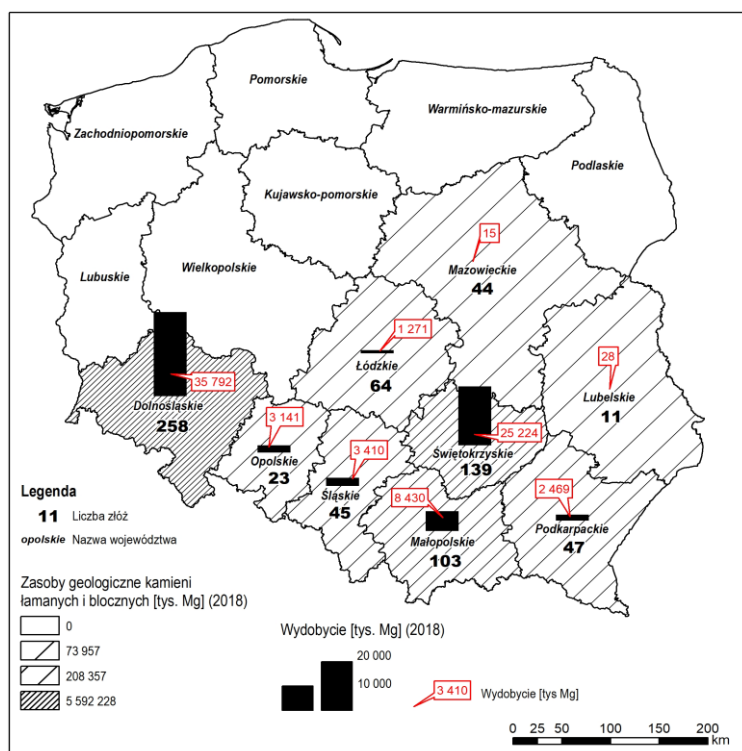 Pomorskie
Warmińsko-mazurskie
Zachodniopomorskie
Podlaskie
Kujawsko-pomorskie
15
Mazowieckie
44
Lubuskie
Wielkopolskie
1 271
Łódzkie
64
28
Lubelskie
11
35 792
Dolnośląskie
258
25 224
Świętokrzyskie
139
3 141
Opolskie
23
3 410
Śląskie
45
8 430
Małopolskie
103
2 469
Podkarpackie
47
Legenda
11 Liczba złóż
opolskie Nazwa województwa
Zasoby geologiczne kamieni
łamanych i blocznych [tys. Mg] (2018)
0
73 957
208 357
5 592 228
Wydobycie [tys. Mg] (2018)
20 000
10 000
3 410 Wydobycie [tys Mg]
0 25 50 100 150 200
km